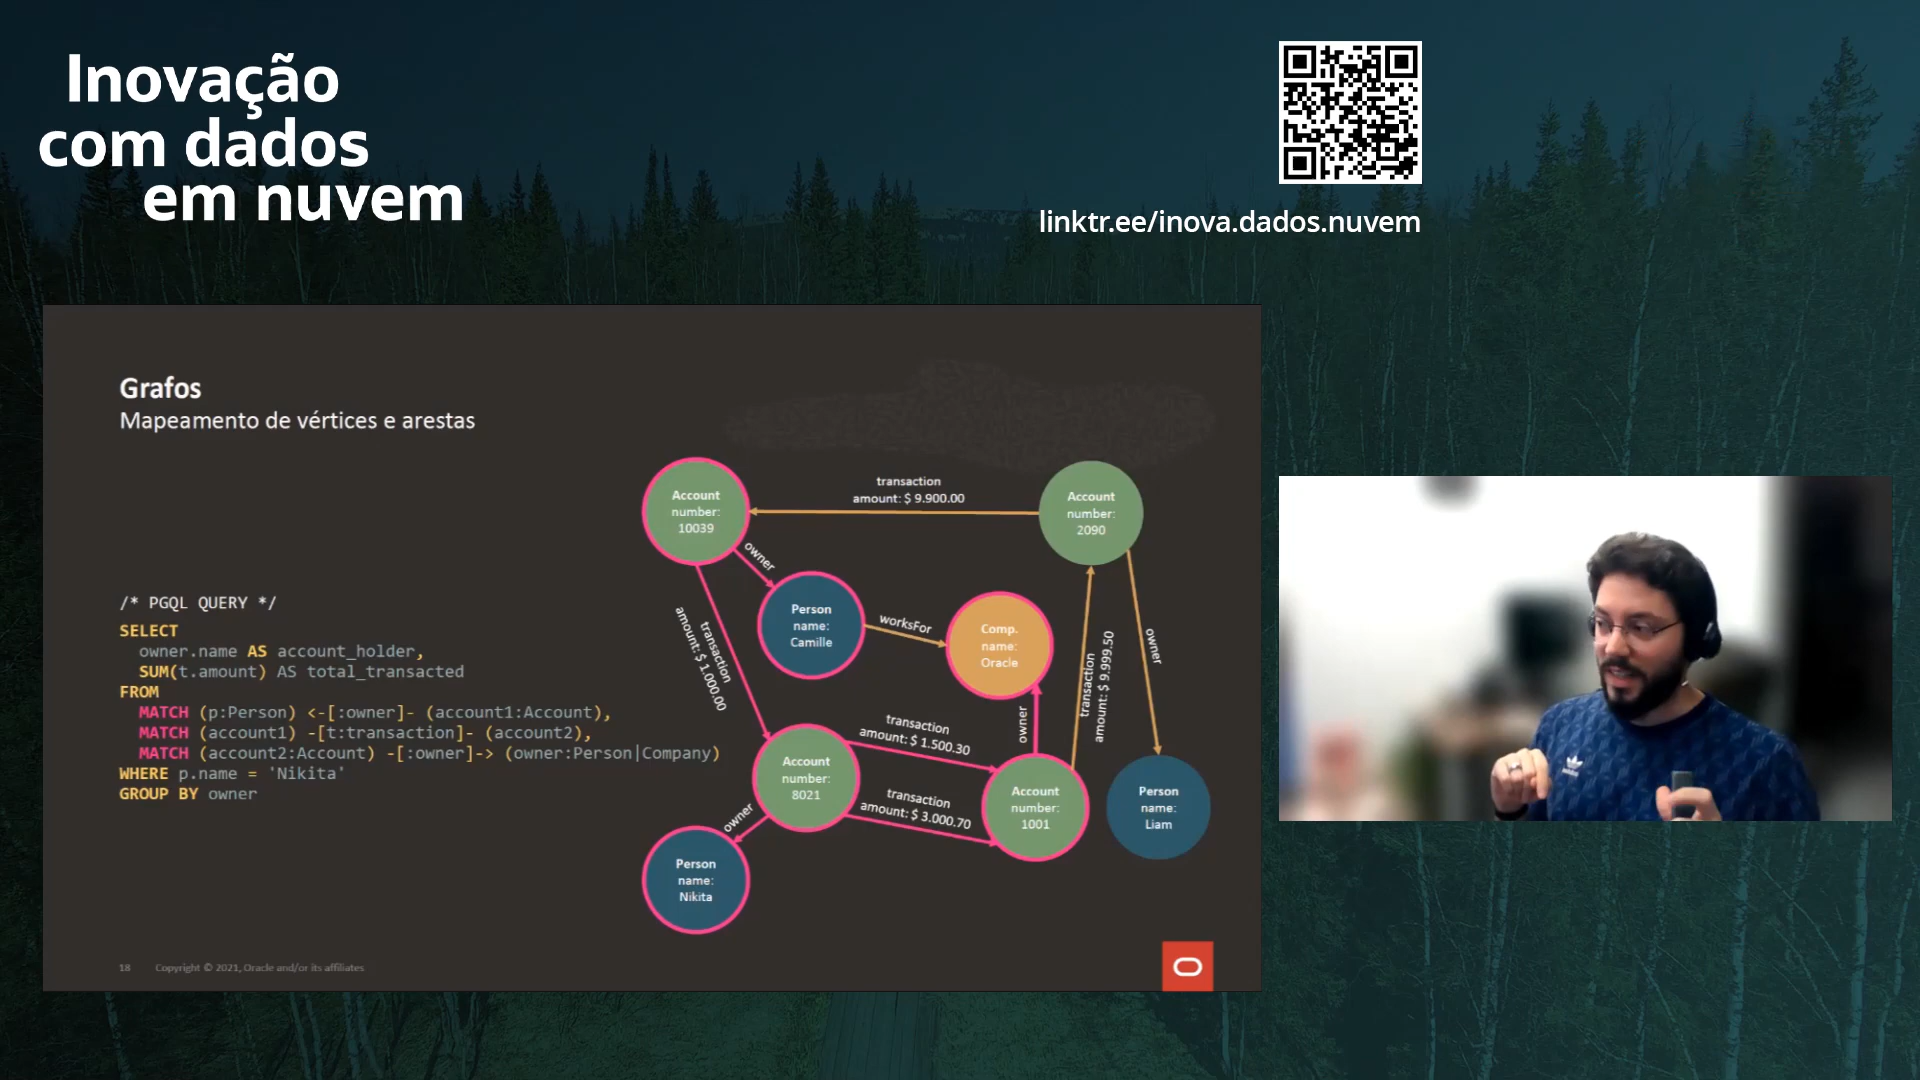 Inovação
com dados
em nuvem
linktr.ee/inova.dados.nuvem
Grafos
Mapeamento de vértices e arestas
/* PGQL QUERY */
SELECT
owner.name AS account_holder,
SUM(t.amount) AS total_transacted
FROM
MATCH (p:Person) <-[:owner]- (account1:Account),
MATCH (account1) -[t:transaction]- (account2),
MATCH (account2:Account) -[:owner]-> (owner:Person|Company)
WHERE p.name = 'Nikita'
GROUP BY owner
Account
number:
10039
transaction
amount: $ 9.900.00
Account
number:
2090
owner
Person
name:
Camille
worksFor
Comp.
name:
Oracle
transaction
amount: $ 1.000.00
owner
transaction
amount: $ 9.999.50
owner
Account
number:
8021
transaction
amount: $ 1.500.30
transaction
amount: $ 3.000.70
Account
number:
1001
Person
name:
Liam
owner
Person
name:
Nikita
18 Copyright © 2021, Oracle and/or its affiliates